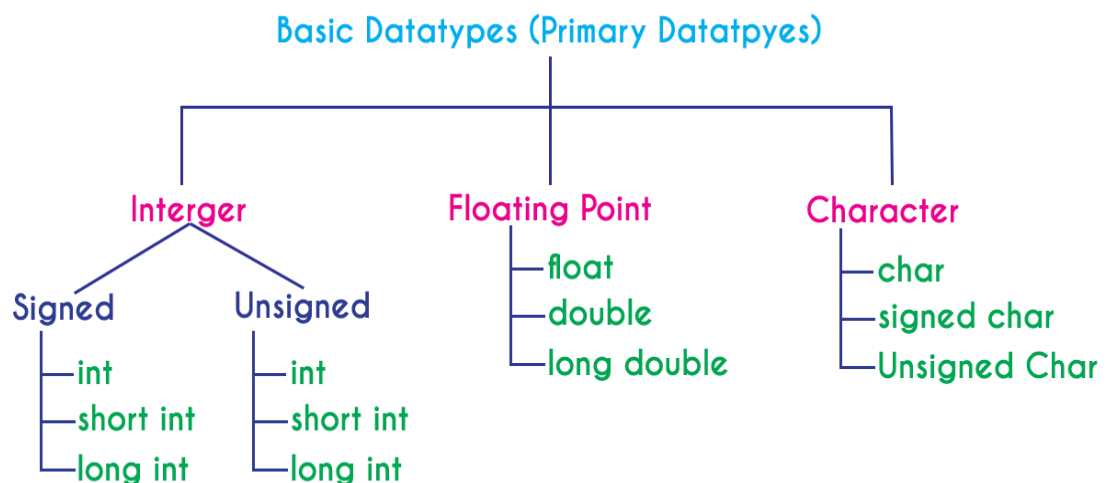 Basic Datatypes (Primary Datatpyes)
Interger
Floating Point
Character
Signed
Unsigned
int
short int
long int
int
short int
long int
float
double
long double
char
signed char
Unsigned Char